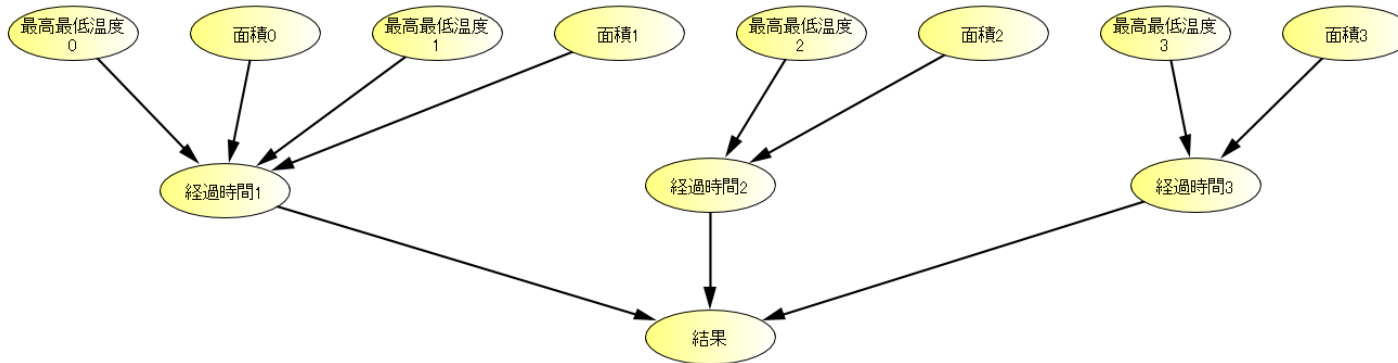 最高最低温度
0
面積0
最高最低温度
1
面積1
最高最低温度
2
面積2
最高最低温度
3
面積3
経過時間1
経過時間2
経過時間3
結果